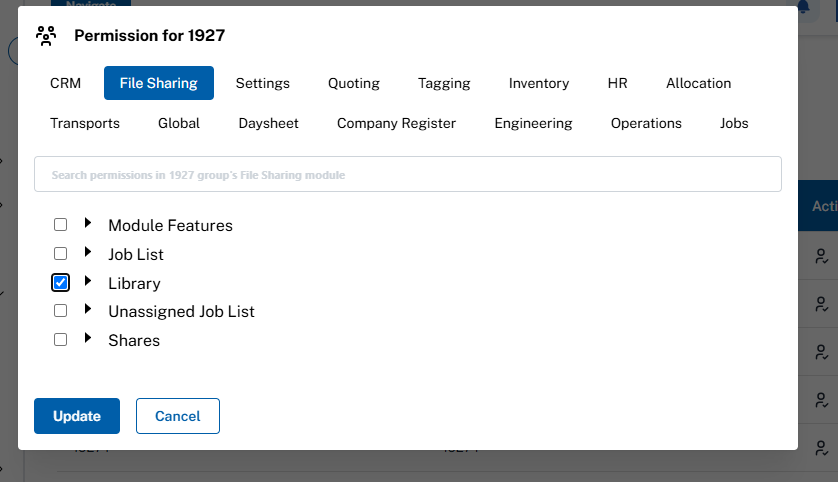 Navigate
Permission for 1927
CRM File Sharing Settings Quoting Tagging Inventory HR Allocation
Transports Global Daysheet Company Register Engineering Operations Jobs
Search permissions in 1927 group's File Sharing module
Acti
Module Features
Job List
Library
Unassigned Job List
Shares
Update Cancel